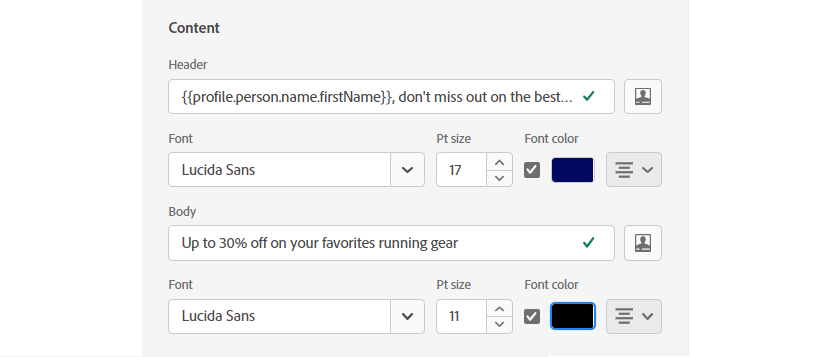 Content
Header
{{profile.person.name.firstName}}, don't miss out on the best...
Font Pt size Font color
Lucida Sans 17
Body
Up to 30% off on your favorites running gear
Font Pt size Font color
Lucida Sans 11